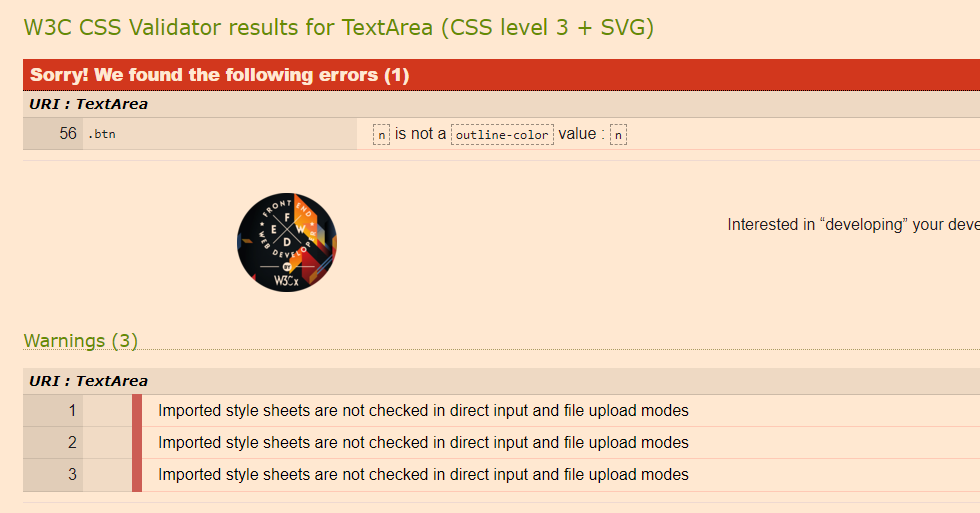 W3C CSS Validator results for TextArea (CSS level 3 + SVG)
Sorry! We found the following errors (1)
URI : TextArea
56 .btn n is not a outline-color value : n
FRONT END
F
E W
D
WEB DEVELOPER
BY
W3Cx
Interested in “developing” your deve
Warnings (3)
URI : TextArea
1 Imported style sheets are not checked in direct input and file upload modes
2 Imported style sheets are not checked in direct input and file upload modes
3 Imported style sheets are not checked in direct input and file upload modes